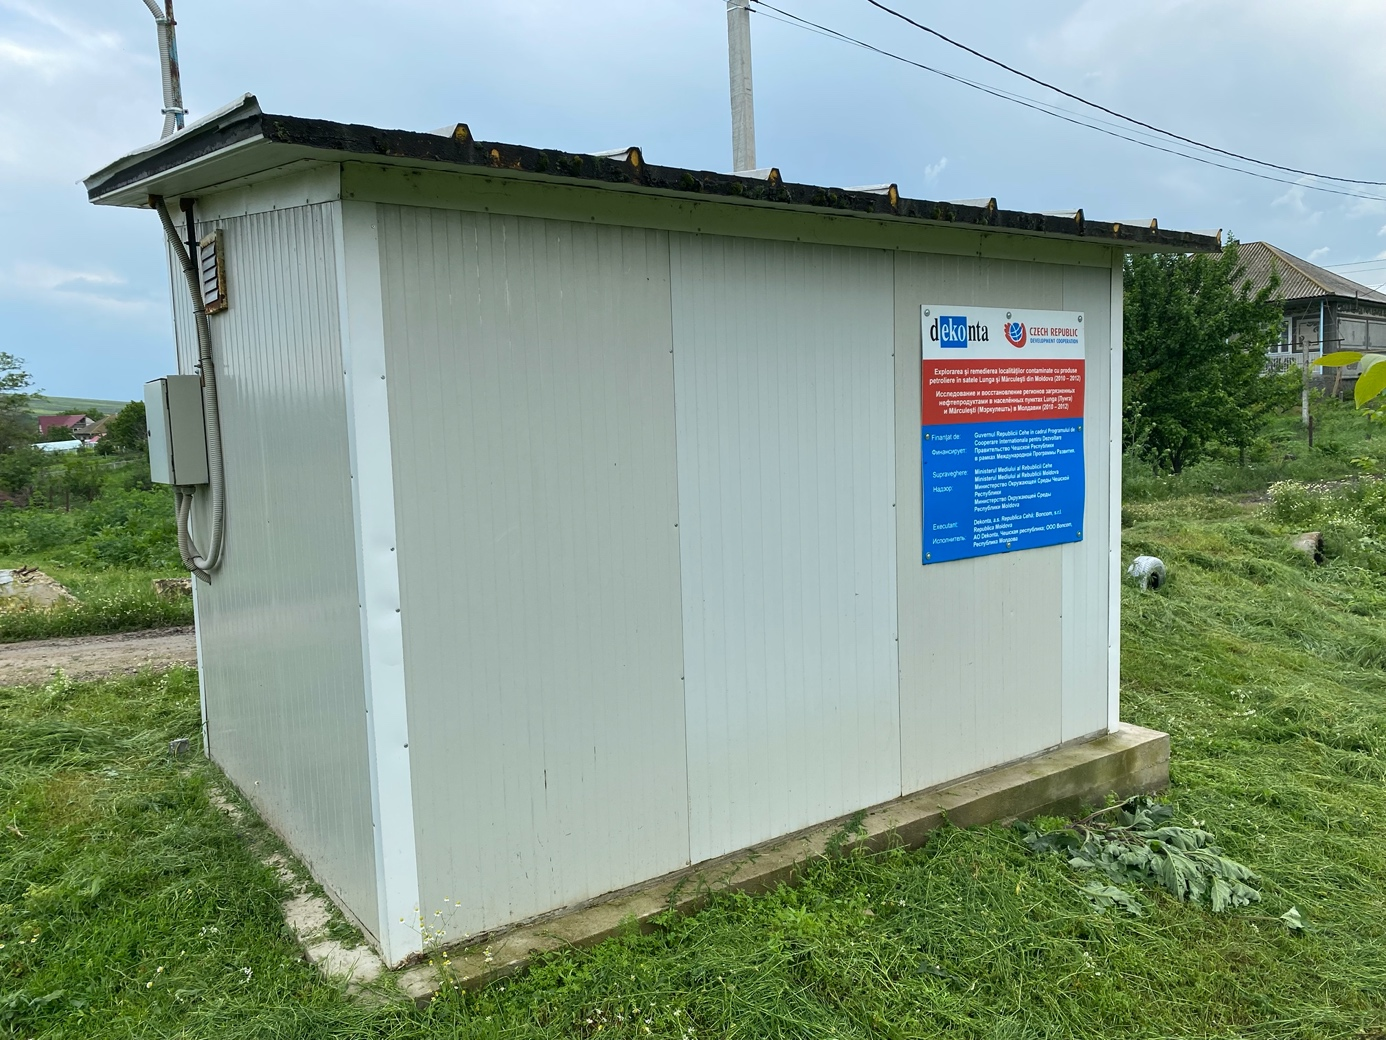 dekonta
CZECH REPUBLIC
DEVELOPMENT COOPERATION
Explorarea și remedierea localităților contaminate cu produse
petroliere în satele Lunga și Mărculești din Moldova (2010 – 2012)
Исследование и восстановление регионов загрязненных
нефтепродуктами в населённых пунктах Lunga (Лунга)
и Mărculești (Мэркулешть) в Молдавии (2010 – 2012)
Finanțat de: Guvernul Republicii Cehe în cadrul Programului de
Cooperare Internationala pentru Dezvoltare
Финансирует: Правительство Чешской Республики
в рамках Международной Программы Развития.
Supraveghere: Ministerul Mediului al Rebublicii Cehe
Ministerul Mediului al Rebublicii Moldova
Надзор: Министерство Окружающей Среды Чешской
Республики
Министерство Окружающей Среды
Республики Moldova
Executant: Dekonta, a.s. Republica Cehă; Boncom, s.r.l
Republica Moldova
Исполнитель: АО Dekonta, Чешская республика; ООО Boncom,
Республика Молдова